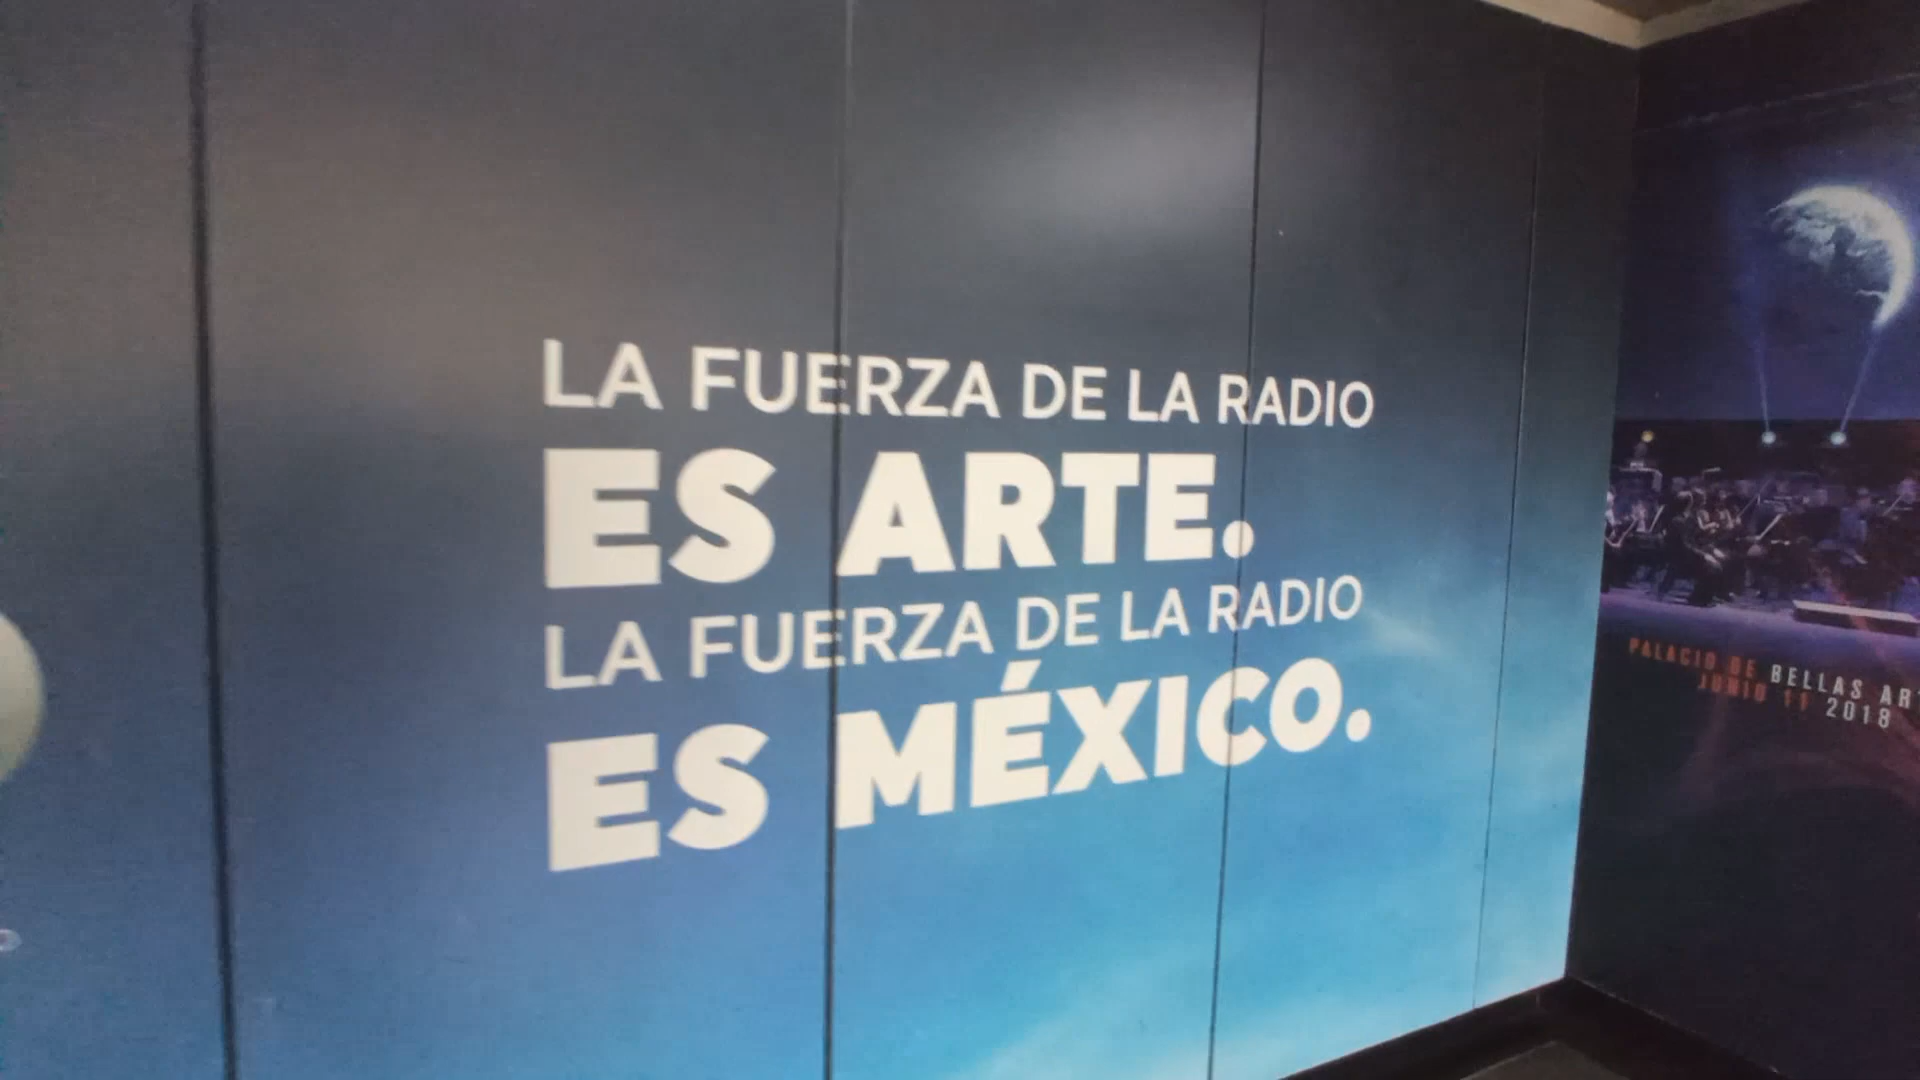 LA FUERZA DE LA RADIO
ES ARTE.
LA FUERZA DE LA RADIO
ES MÉXICO.
PALACIO DE BELLAS
JUNIO 11 2018